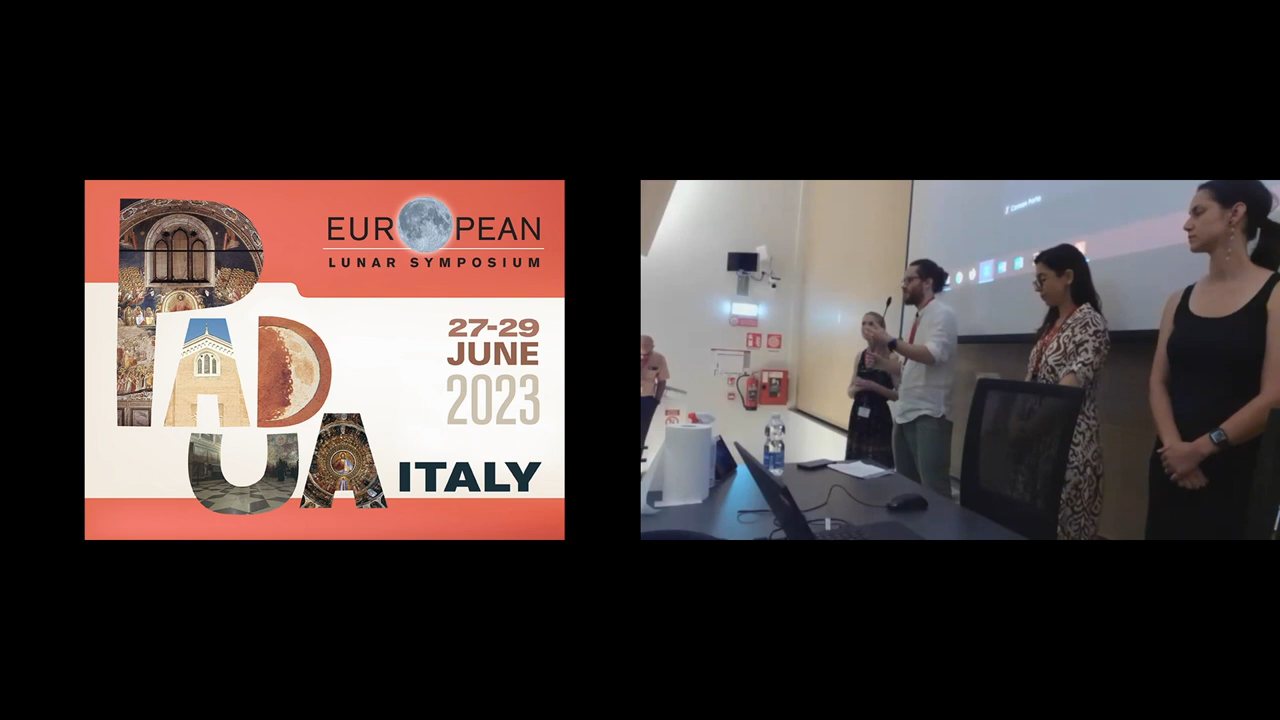 PADUA
EUROPEAN
LUNAR SYMPOSIUM
27-29
JUNE
2023
ITALY